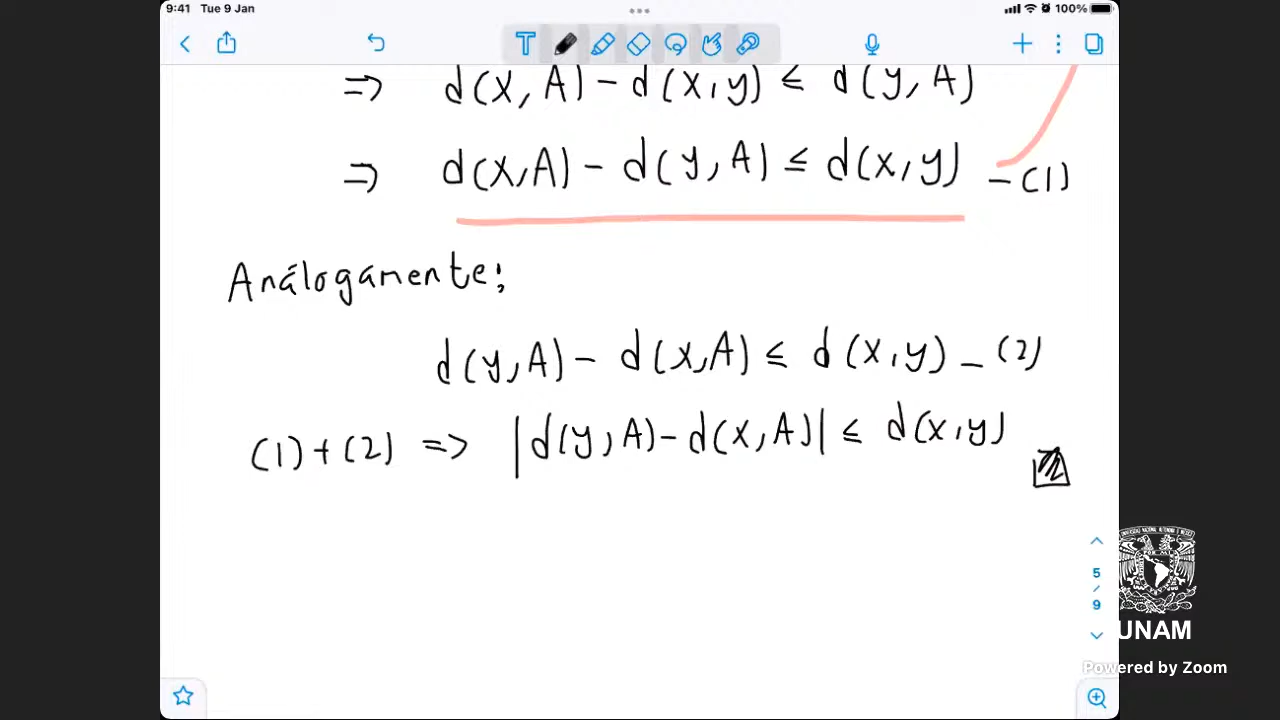 9:41 Tue 9 Jan 100%
⇒ d(x, A) - d(x, y) ≤ d(y, A)
⇒ d(x, A) - d(y, A) ≤ d(x, y) - (1)
Análogamente;
d(y, A) - d(x, A) ≤ d(x, y) - (2)
(1) + (2) ⇒ |d(y, A) - d(x, A)| ≤ d(x, y)
5
/
9
UNAM
Powered by Zoom